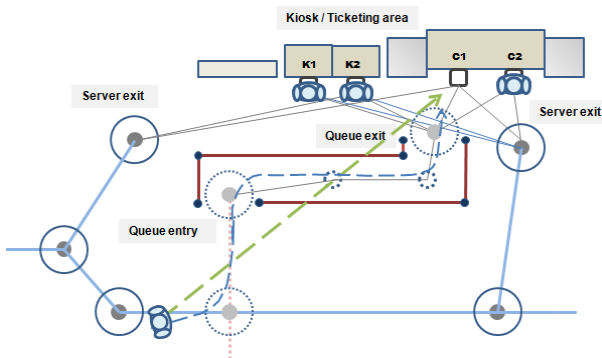 Kiosk / Ticketing area
K1
K2
C1
C2
Server exit
Server exit
Queue exit
Queue entry